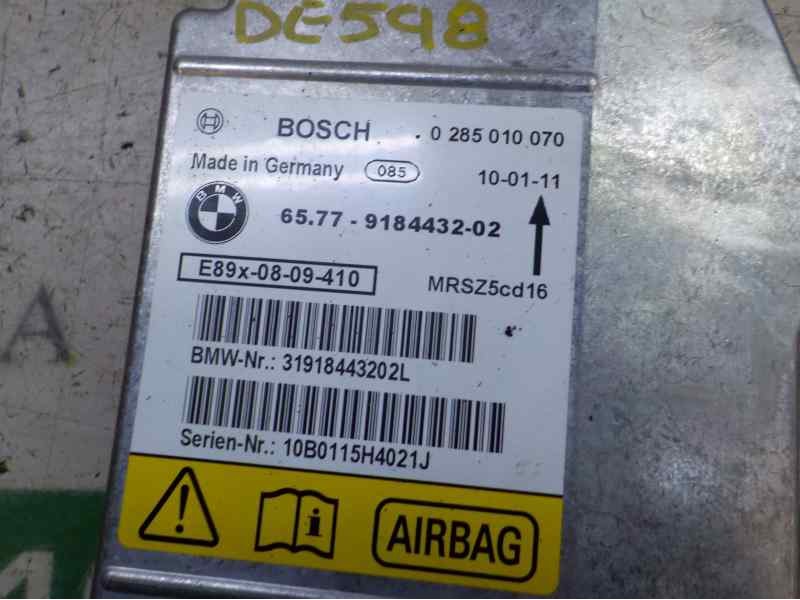 DE598
BOSCH . 0 285 010 070
Made in Germany 085 10-01-11
BMW 65.77 - 9184432-02
E89x-08-09-410 MRSZ5cd16
BMW-Nr.: 31918443202L
Serien-Nr.: 10B0115H4021J
! i AIRBAG
A